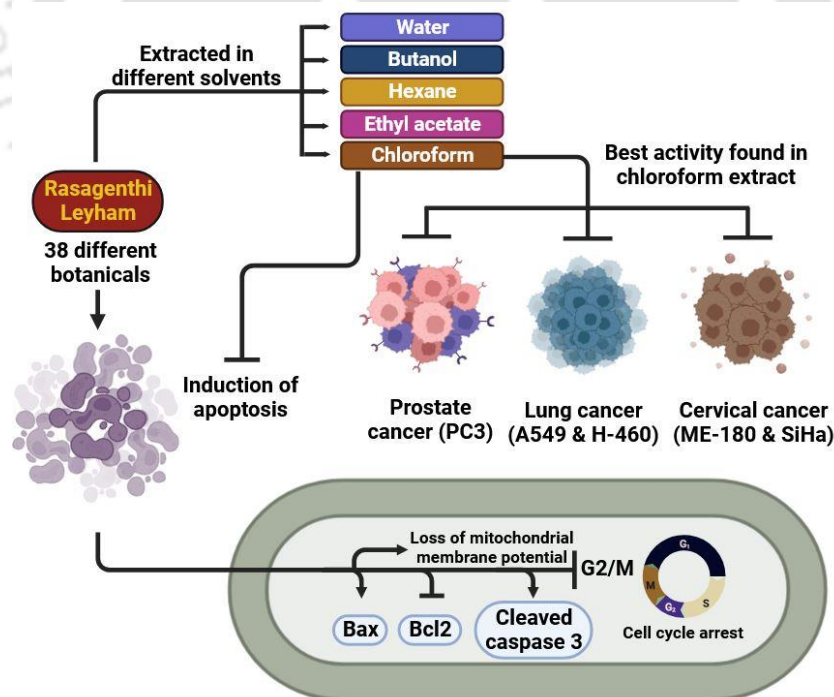 Extracted in
different solvents
Water
Butanol
Hexane
Ethyl acetate
Chloroform
Best activity found in
chloroform extract
Rasagenthi
Leyham
38 different
botanicals
Induction of
apoptosis
Prostate
cancer (PC3)
Lung cancer
(A549 & H-460)
Cervical cancer
(ME-180 & SiHa)
Loss of mitochondrial
membrane potential
G2/M
Bax
Bcl2
Cleaved
caspase 3
G1
M
G2
S
Cell cycle arrest